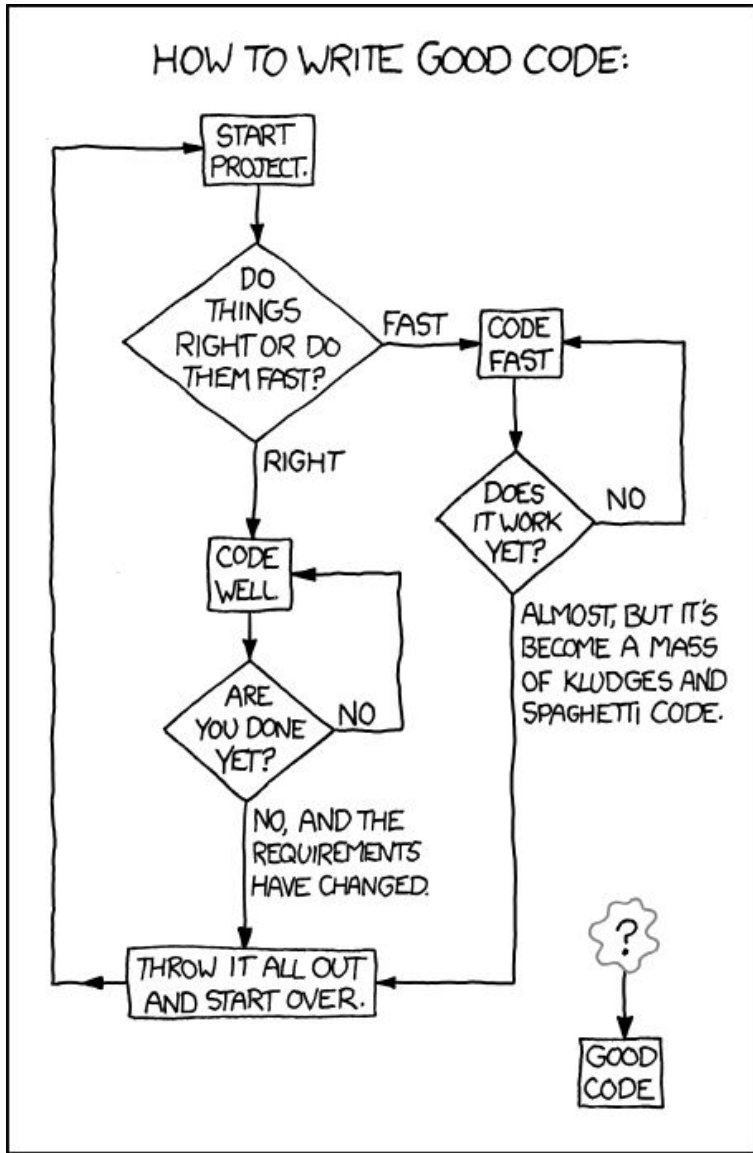 HOW TO WRITE GOOD CODE:
START
PROJECT.
DO
THINGS
RIGHT OR DO
THEM FAST?
FAST
CODE
FAST
RIGHT
DOES
IT WORK
YET?
NO
CODE
WELL.
ALMOST, BUT IT'S
BECOME A MASS
OF KLUDGES AND
SPAGHETTI CODE.
ARE
YOU DONE
YET?
NO
NO, AND THE
REQUIREMENTS
HAVE CHANGED.
THROW IT ALL OUT
AND START OVER.
?
GOOD
CODE